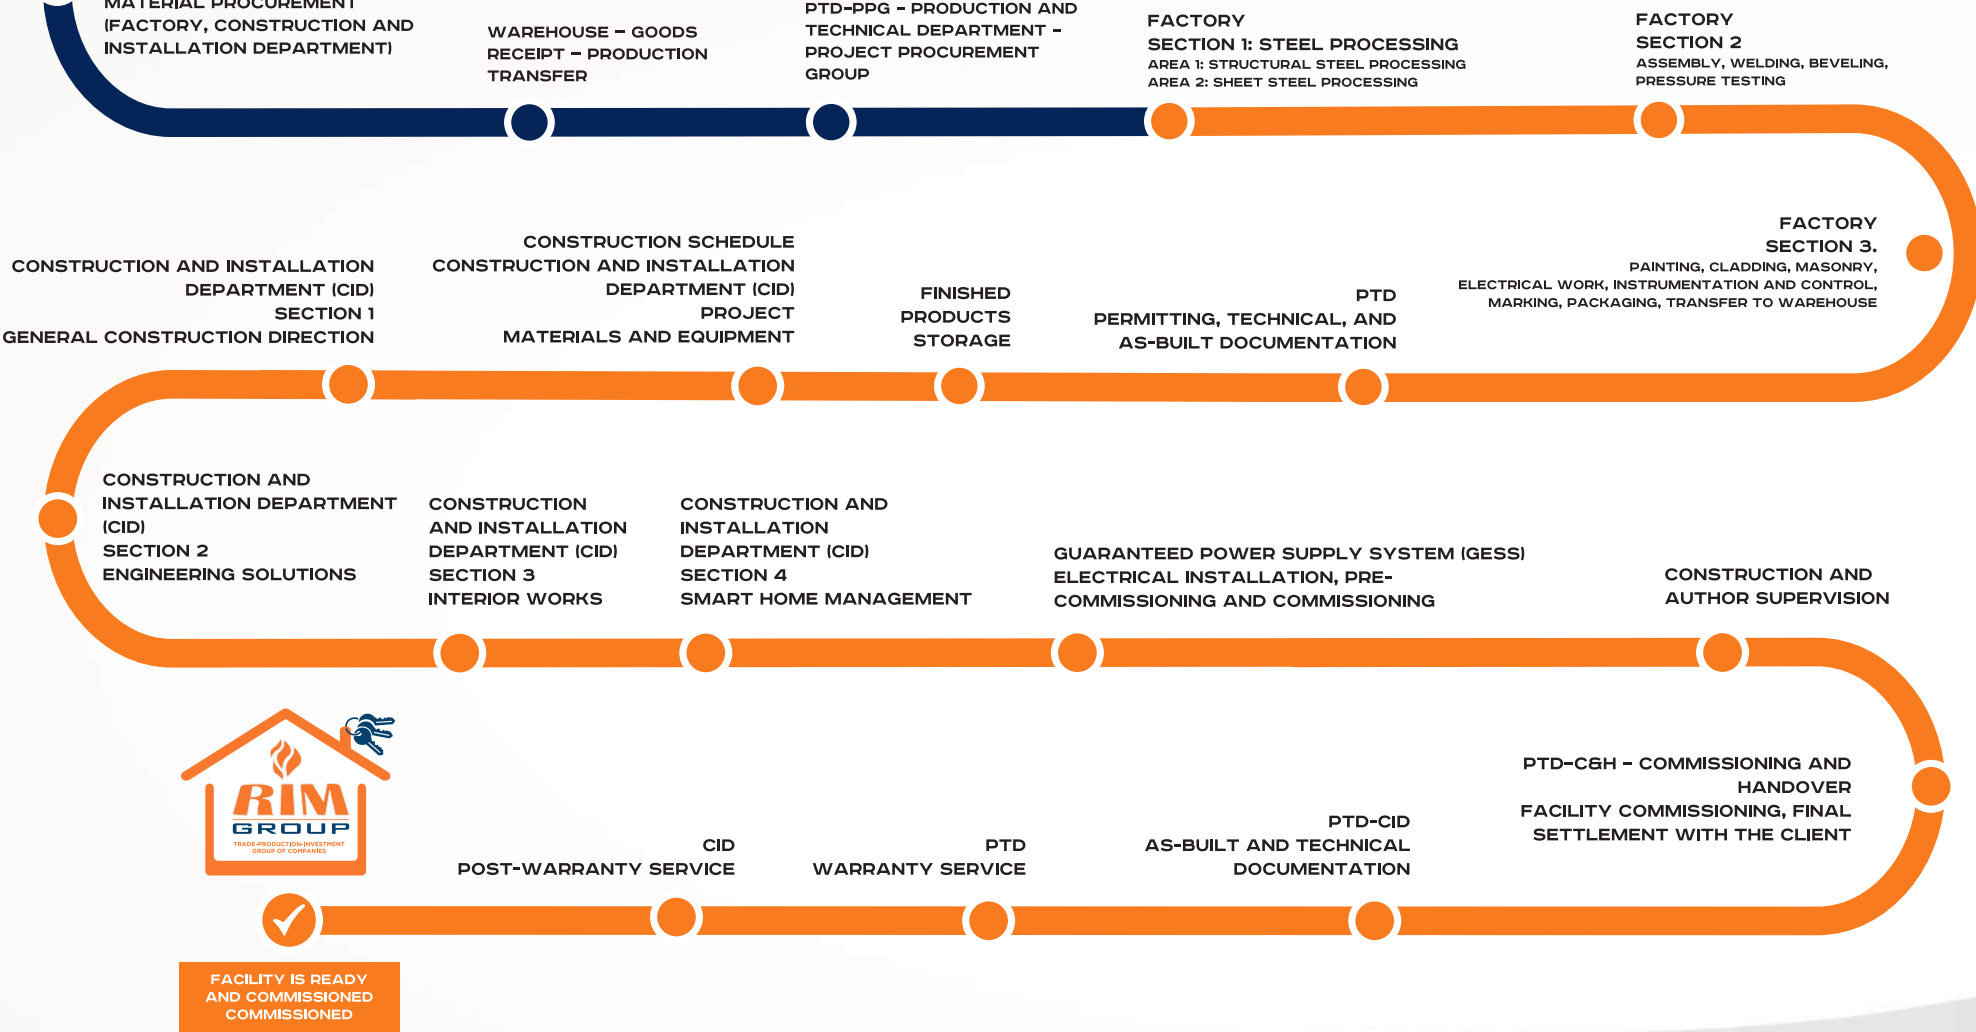 MATERIAL PROCUREMENT
(FACTORY, CONSTRUCTION AND
INSTALLATION DEPARTMENT)
WAREHOUSE – GOODS
RECEIPT – PRODUCTION
TRANSFER
PTD-PPG - PRODUCTION AND
TECHNICAL DEPARTMENT -
PROJECT PROCUREMENT
GROUP
FACTORY
SECTION 1: STEEL PROCESSING
AREA 1: STRUCTURAL STEEL PROCESSING
AREA 2: SHEET STEEL PROCESSING
FACTORY
SECTION 2
ASSEMBLY, WELDING, BEVELING,
PRESSURE TESTING
FACTORY
SECTION 3.
PAINTING, CLADDING, MASONRY,
ELECTRICAL WORK, INSTRUMENTATION AND CONTROL,
MARKING, PACKAGING, TRANSFER TO WAREHOUSE
PTD
PERMITTING, TECHNICAL, AND
AS-BUILT DOCUMENTATION
FINISHED
PRODUCTS
STORAGE
CONSTRUCTION SCHEDULE
CONSTRUCTION AND INSTALLATION
DEPARTMENT (CID)
PROJECT
MATERIALS AND EQUIPMENT
CONSTRUCTION AND INSTALLATION
DEPARTMENT (CID)
SECTION 1
GENERAL CONSTRUCTION DIRECTION
CONSTRUCTION AND
INSTALLATION DEPARTMENT
(CID)
SECTION 2
ENGINEERING SOLUTIONS
CONSTRUCTION
AND INSTALLATION
DEPARTMENT (CID)
SECTION 3
INTERIOR WORKS
CONSTRUCTION AND
INSTALLATION
DEPARTMENT (CID)
SECTION 4
SMART HOME MANAGEMENT
GUARANTEED POWER SUPPLY SYSTEM (GESS)
ELECTRICAL INSTALLATION, PRE-
COMMISSIONING AND COMMISSIONING
CONSTRUCTION AND
AUTHOR SUPERVISION
PTD-C&H - COMMISSIONING AND
HANDOVER
FACILITY COMMISSIONING, FINAL
SETTLEMENT WITH THE CLIENT
PTD-CID
AS-BUILT AND TECHNICAL
DOCUMENTATION
PTD
WARRANTY SERVICE
CID
POST-WARRANTY SERVICE
RIM
GROUP
TRADE-PRODUCTION-INVESTMENT
GROUP OF COMPANIES
FACILITY IS READY
AND COMMISSIONED
COMMISSIONED